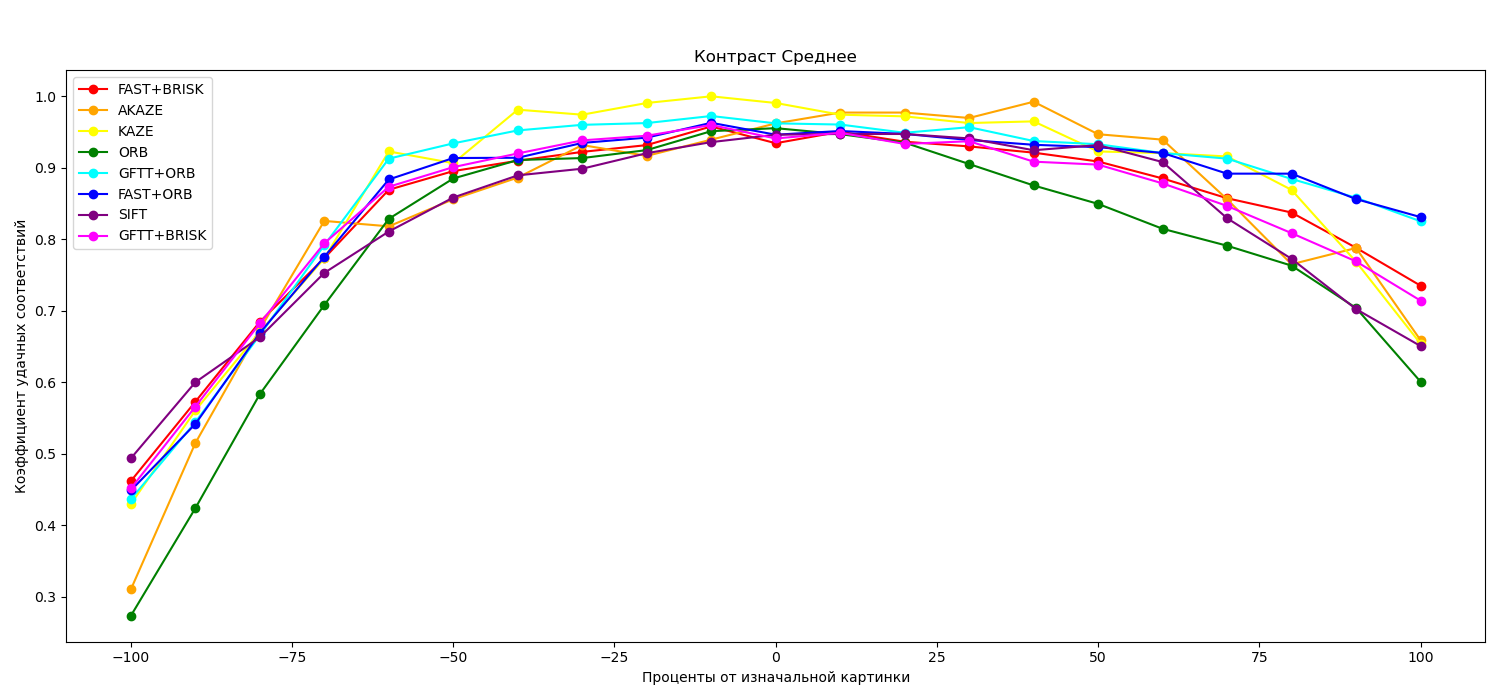 Контраст Среднее
FAST+BRISK
AKAZE
KAZE
ORB
GFTT+ORB
FAST+ORB
SIFT
GFTT+BRISK
Коэффициент удачных соответствий
1.0
0.9
0.8
0.7
0.6
0.5
0.4
0.3
−100 −75 −50 −25 0 25 50 75 100
Проценты от изначальной картинки